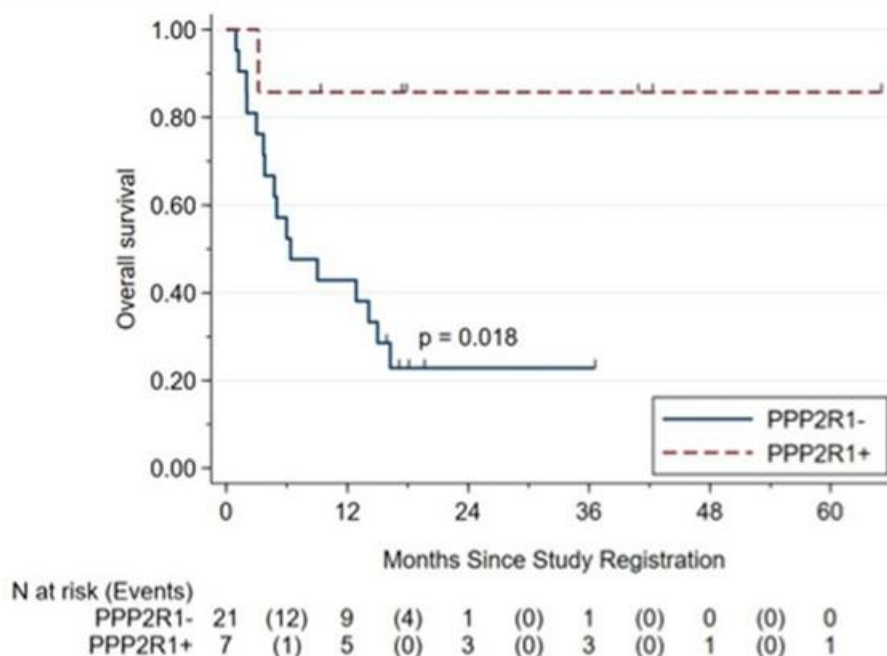 1.00
0.80
0.60
0.40
0.20
0.00
Overall survival
p = 0.018
PPP2R1-
PPP2R1+
0 12 24 36 48 60
Months Since Study Registration
N at risk (Events)
PPP2R1- 21 (12) 9 (4) 1 (0) 1 (0) 0 (0) 0
PPP2R1+ 7 (1) 5 (0) 3 (0) 3 (0) 1 (0) 1